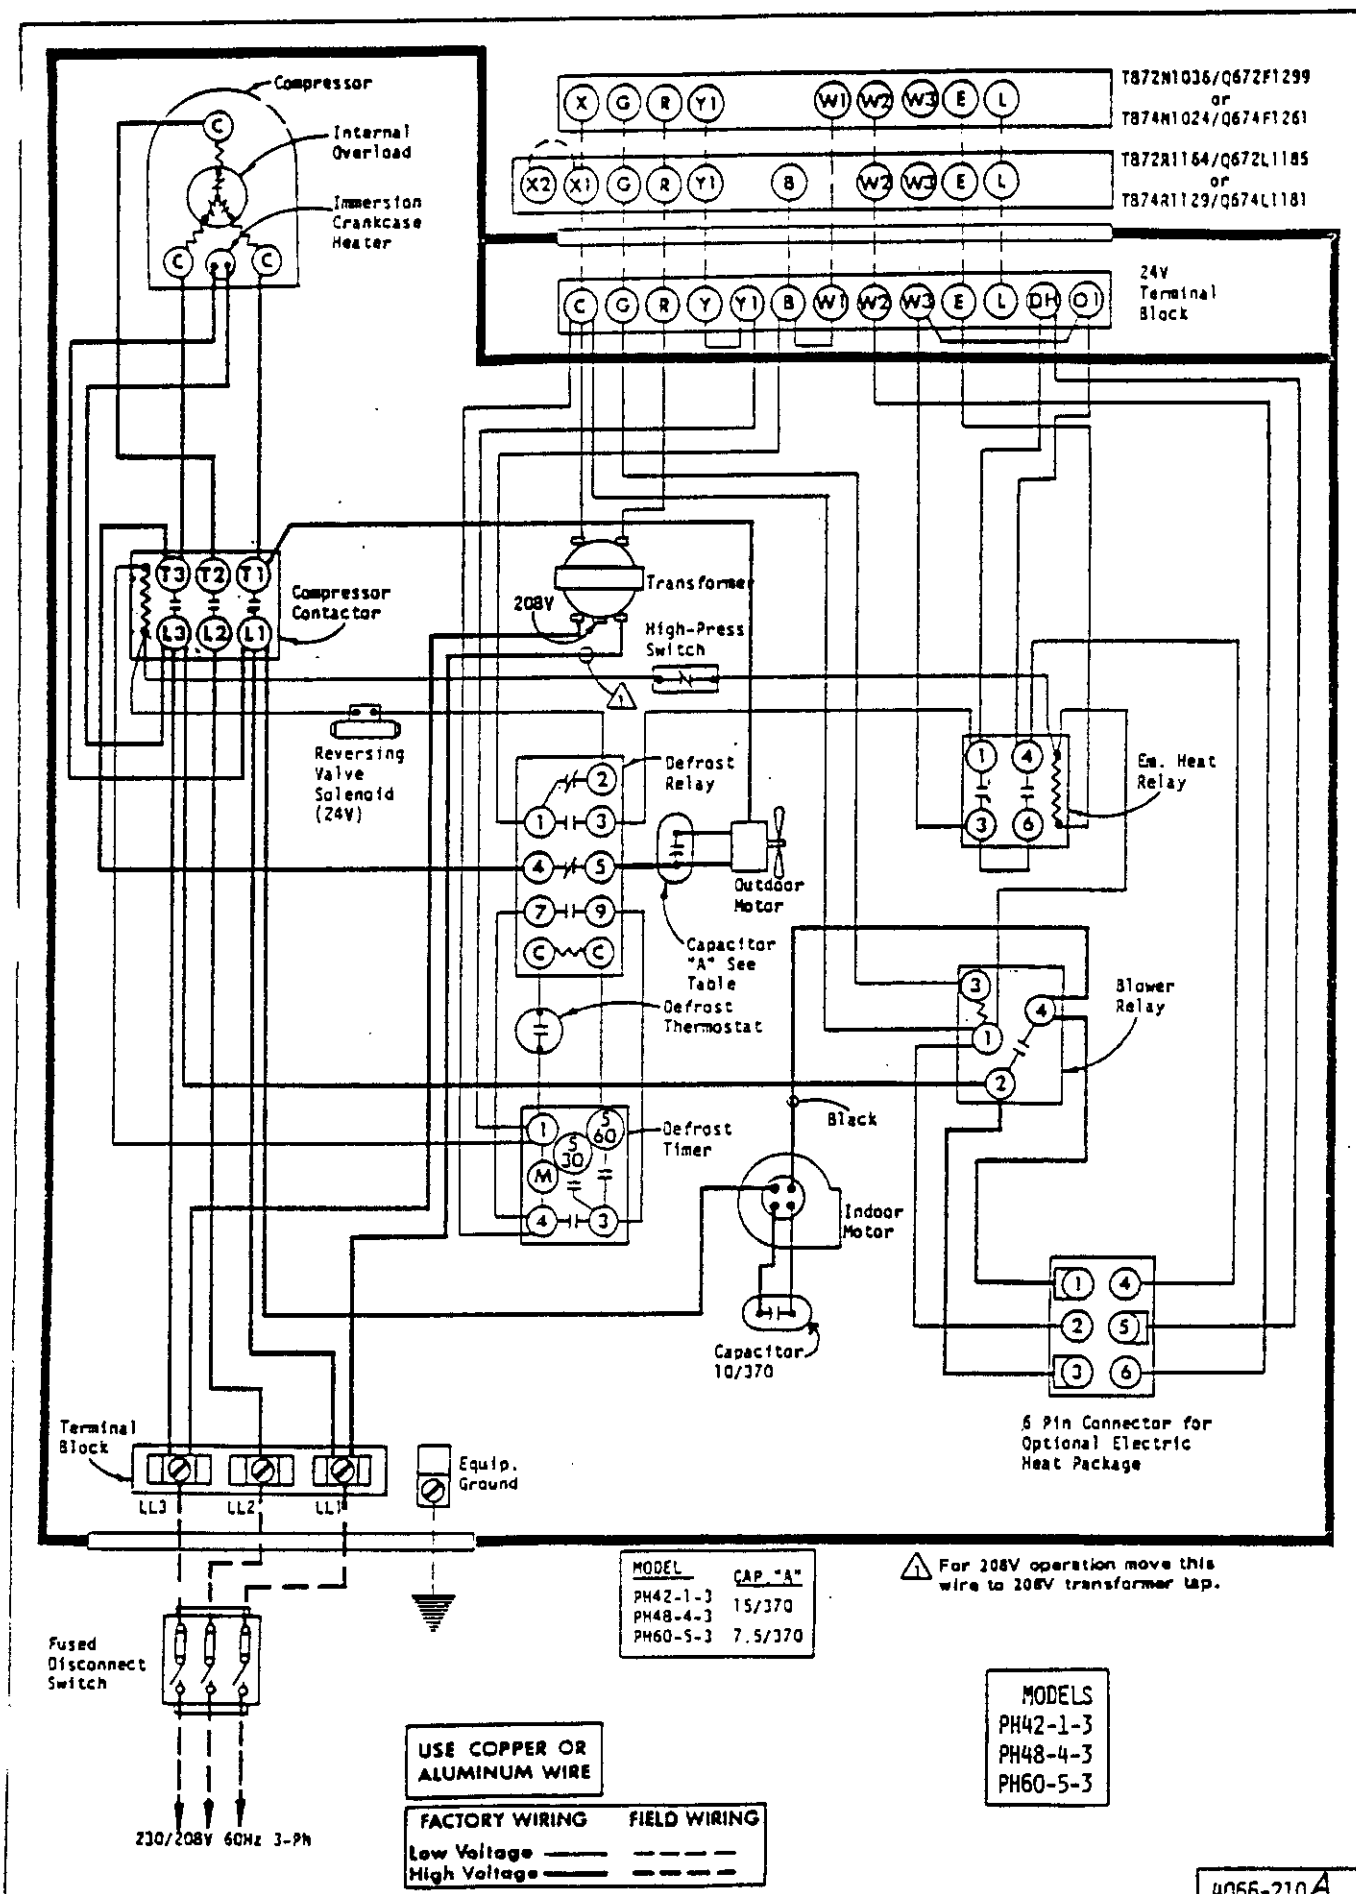 Compressor
Internal
Overload
Immersion
Crankcase
Heater
C
C
C
X G R Y1 W1 W2 W3 E L
T872N1036/Q672F1299
or
T874N1024/Q674F1261
X2 X1 G R Y1 B W2 W3 E L
T872R1164/Q672L1185
or
T874R1129/Q674L1181
C G R Y Y1 B W1 W2 W3 E L DH O1
24V
Terminal
Block
T3 T2 T1
L3 L2 L1
Compressor
Contactor
Transformer
208V
High-Press
Switch
1
Reversing
Valve
Solenoid
(24V)
Defrost
Relay
2
1 3
4 5
7 9
C C
Outdoor
Motor
Capacitor
"A" See
Table
Defrost
Thermostat
1 4
3 6
Em. Heat
Relay
3
4
1
2
Blower
Relay
Black
Defrost
Timer
1 S 60
S 30
M
4 3
Indoor
Motor
Capacitor
10/370
1 4
2 5
3 6
6 Pin Connector for
Optional Electric
Heat Package
Terminal
Block
LL3 LL2 LL1
Equip.
Ground
Fused
Disconnect
Switch
230/208V 60Hz 3-Ph
MODEL CAP."A"
PH42-1-3
PH48-4-3 15/370
PH60-5-3 7.5/370
1 For 208V operation move this
wire to 208V transformer tap.
MODELS
PH42-1-3
PH48-4-3
PH60-5-3
USE COPPER OR
ALUMINUM WIRE
FACTORY WIRING FIELD WIRING
Low Voltage
High Voltage
4066-210 A